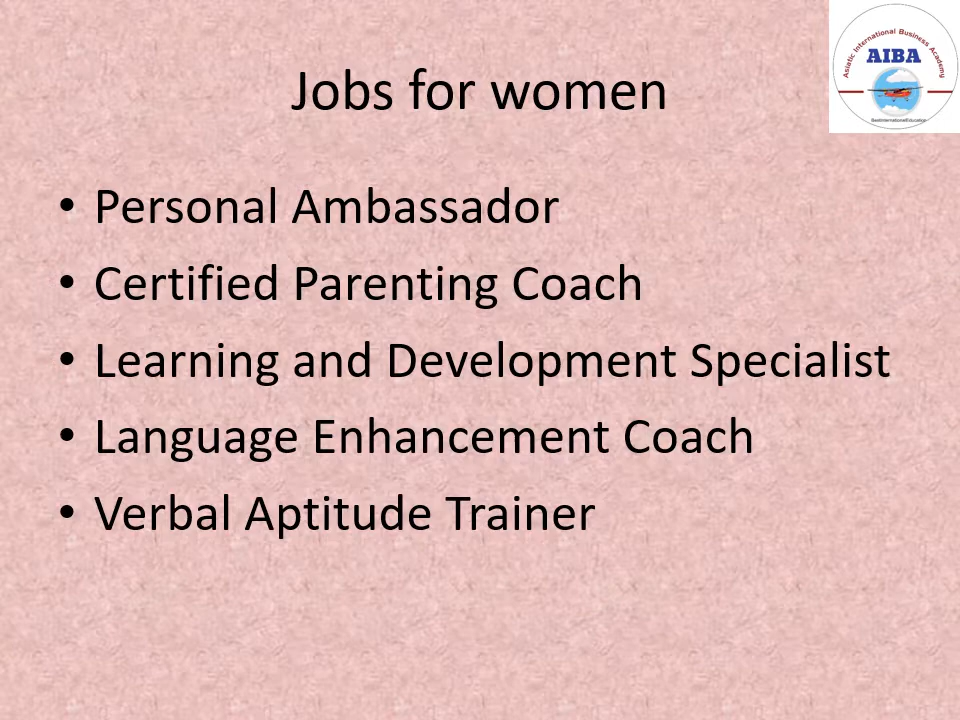 Asiatic International Business Academy
AIBA
BestInternationalEducation
Jobs for women
• Personal Ambassador
• Certified Parenting Coach
• Learning and Development Specialist
• Language Enhancement Coach
• Verbal Aptitude Trainer